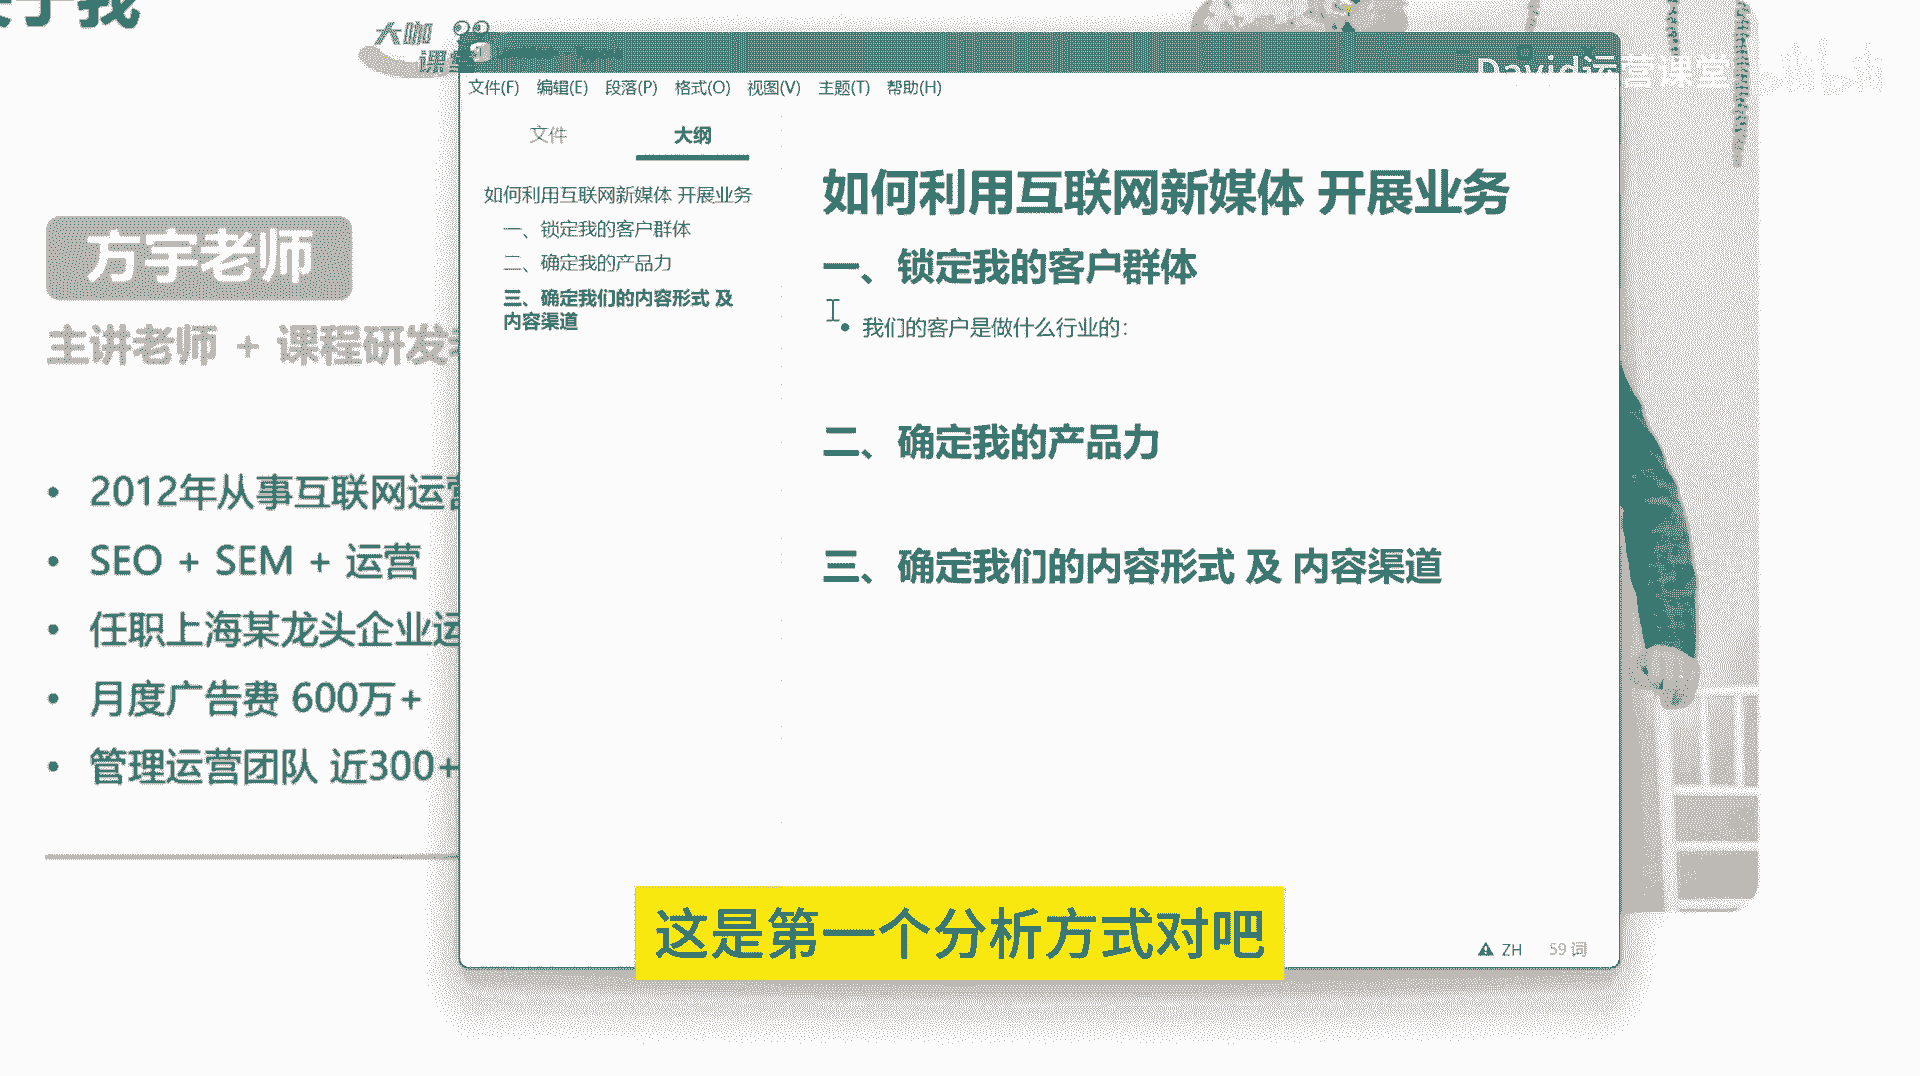 大咖
课堂
David运营课堂
方宇老师
主讲老师 + 课程研发
• 2012年从事互联网运营
• SEO + SEM + 运营
• 任职上海某龙头企业运
• 月度广告费 600万+
• 管理运营团队 近300+
文件(F) 编辑(E) 段落(P) 格式(O) 视图(V) 主题(T) 帮助(H)
文件 大纲
如何利用互联网新媒体 开展业务
一、锁定我的客户群体
二、确定我的产品力
三、确定我们的内容形式 及
内容渠道
如何利用互联网新媒体 开展业务
一、锁定我的客户群体
• 我们的客户是做什么行业的：
二、确定我的产品力
三、确定我们的内容形式 及 内容渠道
ZH 59 词
这是第一个分析方式对吧